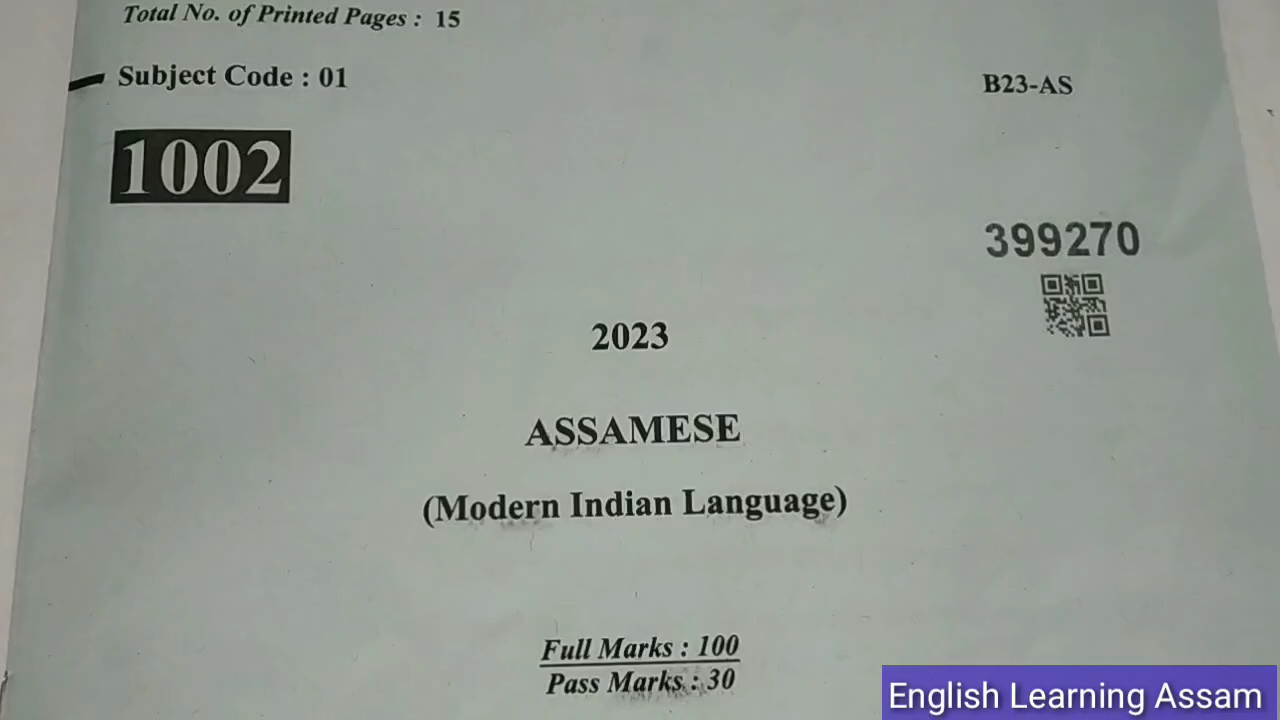 Total No. of Printed Pages : 15
Subject Code : 01
B23-AS
1002
399270
2023
ASSAMESE
(Modern Indian Language)
Full Marks : 100
Pass Marks : 30
English Learning Assam